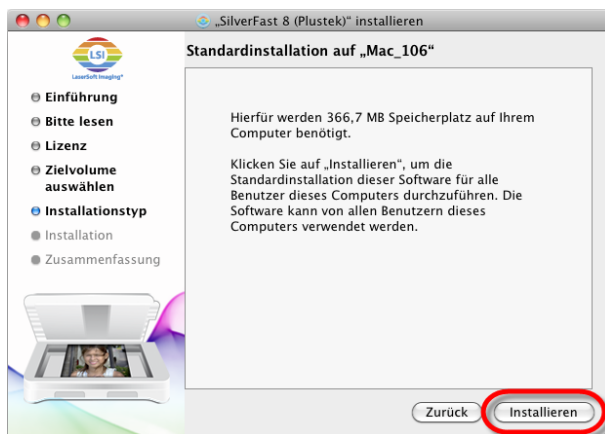 „SilverFast 8 (Plustek)“ installieren
LSI
LaserSoft Imaging®
Standardinstallation auf „Mac_106“
Einführung
Bitte lesen
Lizenz
Zielvolume
auswählen
Installationstyp
Installation
Zusammenfassung
Hierfür werden 366,7 MB Speicherplatz auf Ihrem
Computer benötigt.
Klicken Sie auf „Installieren“, um die
Standardinstallation dieser Software für alle
Benutzer dieses Computers durchzuführen. Die
Software kann von allen Benutzern dieses
Computers verwendet werden.
Zurück
Installieren